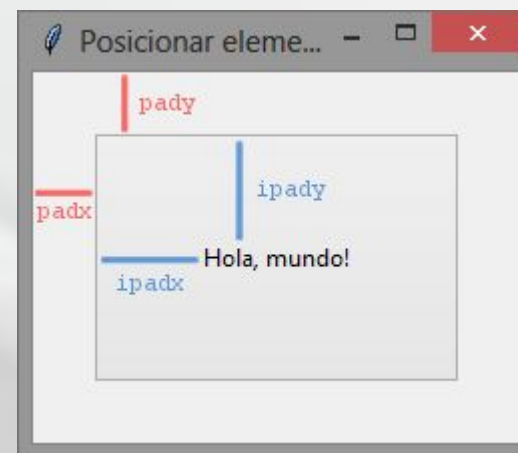 Posicionar eleme...
pady
padx
ipady
Hola, mundo!
ipadx